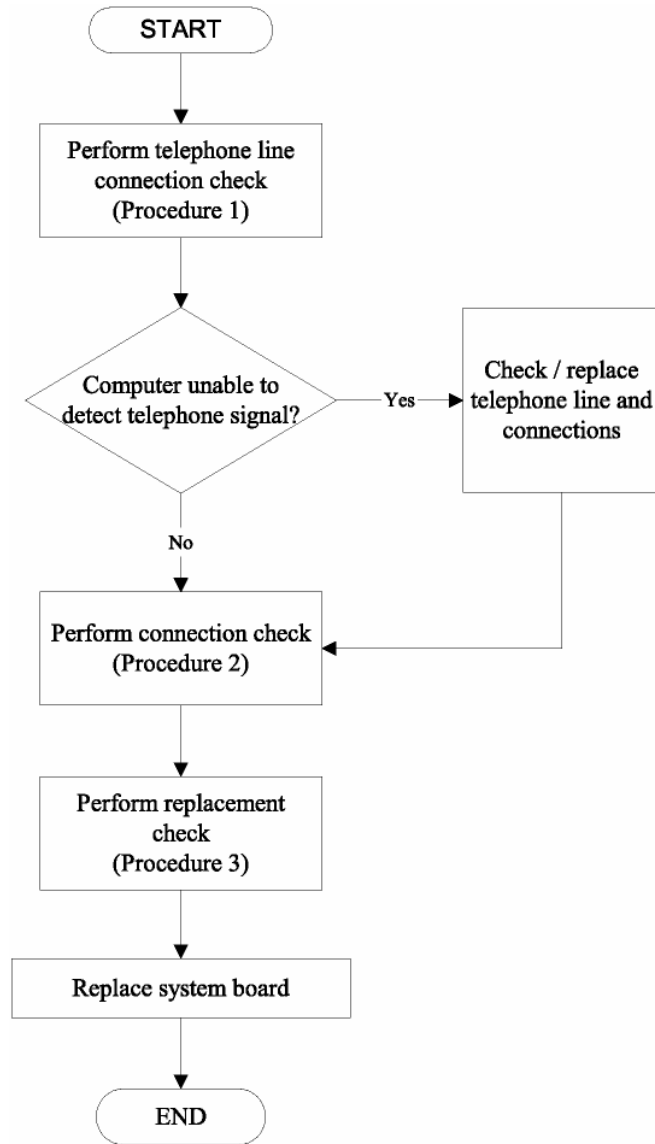 START
Perform telephone line
connection check
(Procedure 1)
Computer unable to
detect telephone signal?
Yes
Check / replace
telephone line and
connections
No
Perform connection check
(Procedure 2)
Perform replacement
check
(Procedure 3)
Replace system board
END